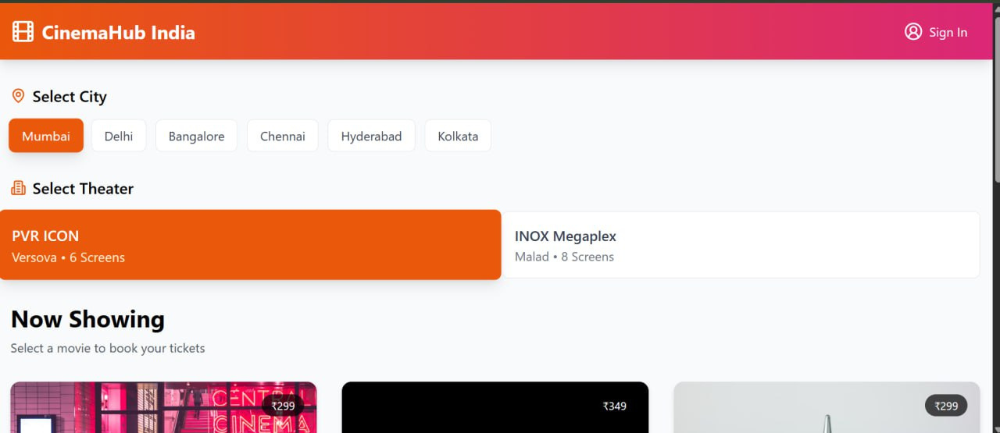 CinemaHub India
Sign In
Select City
Mumbai
Delhi
Bangalore
Chennai
Hyderabad
Kolkata
Select Theater
PVR ICON
Versova • 6 Screens
INOX Megaplex
Malad • 8 Screens
Now Showing
Select a movie to book your tickets
CENTRAL
CINEMA
₹299
₹349
₹299